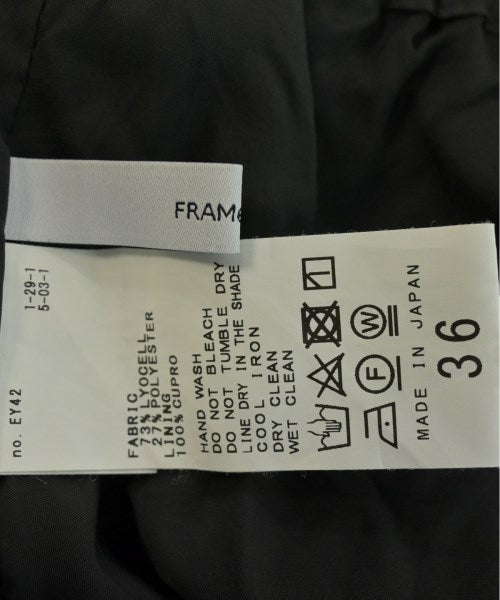 FRAMe
no. EY42
1-29-1
5-03-1
FABRIC
73% LYOCELL
27% POLYESTER
LINING
100% CUPRO
HAND WASH
DO NOT BLEACH
DO NOT TUMBLE DRY
LINE DRY IN THE SHADE
COOL IRON
DRY CLEAN
WET CLEAN
F W
MADE IN JAPAN
36